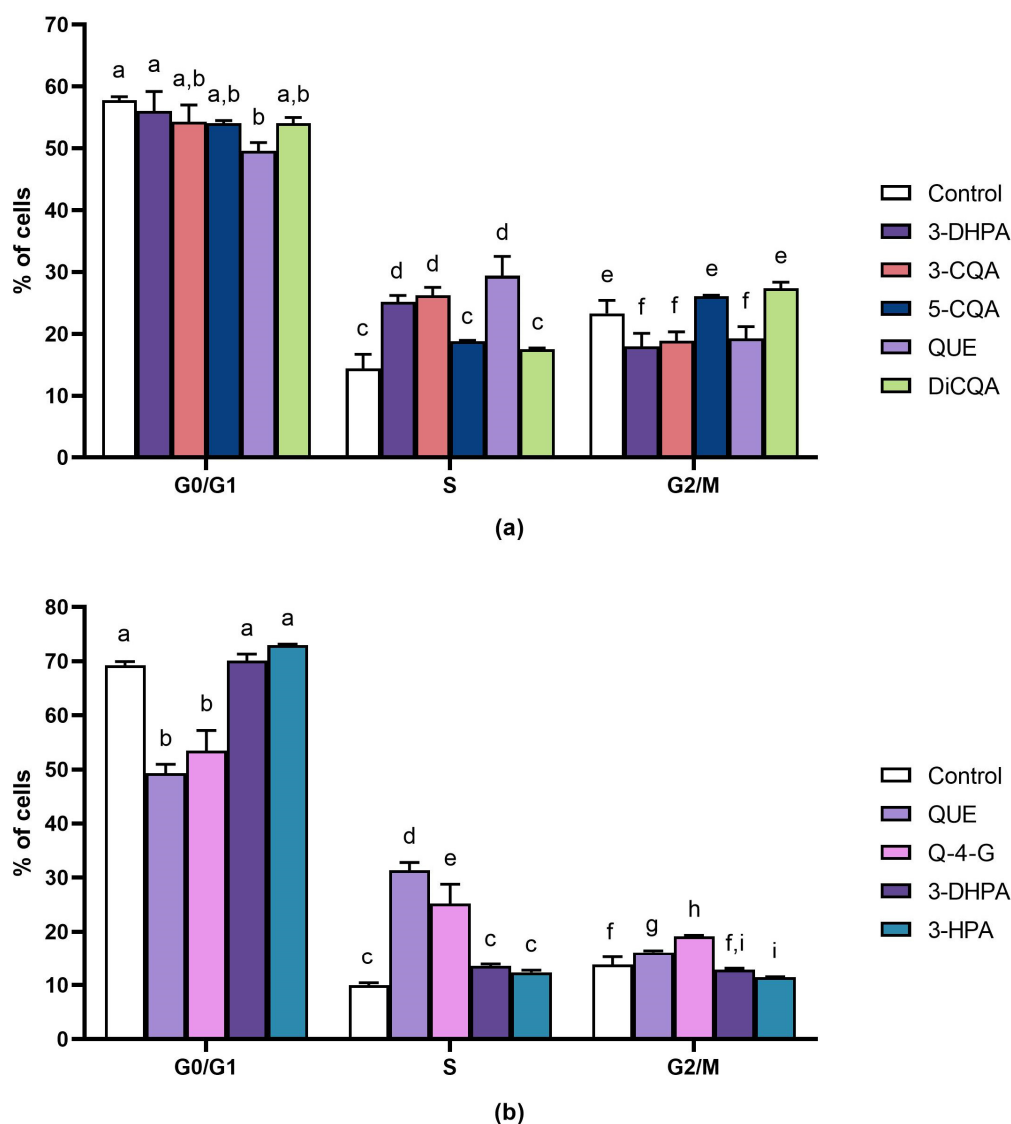 % of cells
70
60
50
40
30
20
10
0
a
a
a,b
a,b
b
a,b
c
d
d
c
d
c
e
f
f
e
f
e
G0/G1
S
G2/M
Control
3-DHPA
3-CQA
5-CQA
QUE
DiCQA
(a)
% of cells
80
70
60
50
40
30
20
10
0
a
b
b
a
a
c
d
e
c
c
f
g
h
f,i
i
G0/G1
S
G2/M
Control
QUE
Q-4-G
3-DHPA
3-HPA
(b)